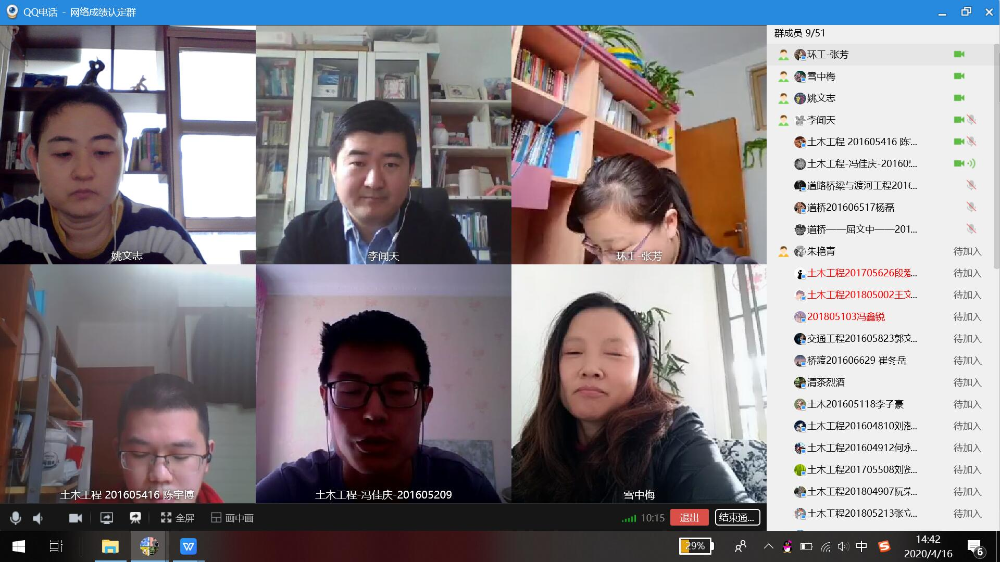 QQ电话 - 网络成绩认定群
姚文志
李闻天
环工-张芳
土木工程 201605416 陈宇博
土木工程-冯佳庆-201605209
雪中梅
群成员 9/51
环工-张芳
雪中梅
姚文志
李闻天
土木工程 201605416 陈...
土木工程-冯佳庆-20160...
道路桥梁与渡河工程201...
道桥201606517杨磊
道桥——屈文中——201...
朱艳青 待加入
土木工程201705626段爱... 待加入
土木工程201805002王文... 待加入
201805103冯鑫锐 待加入
交通工程201605823郭文... 待加入
桥渡201606629 崔冬岳 待加入
清茶烈酒 待加入
土木201605118李子豪 待加入
土木工程201604810刘... 待加入
土木工程201604912何永... 待加入
土木工程201705508刘贤... 待加入
土木工程201804907阮荣... 待加入
土木工程201805213张立... 待加入
全屏 画中画 10:15 退出 结束通...
29% 中 14:42
2020/4/16 6